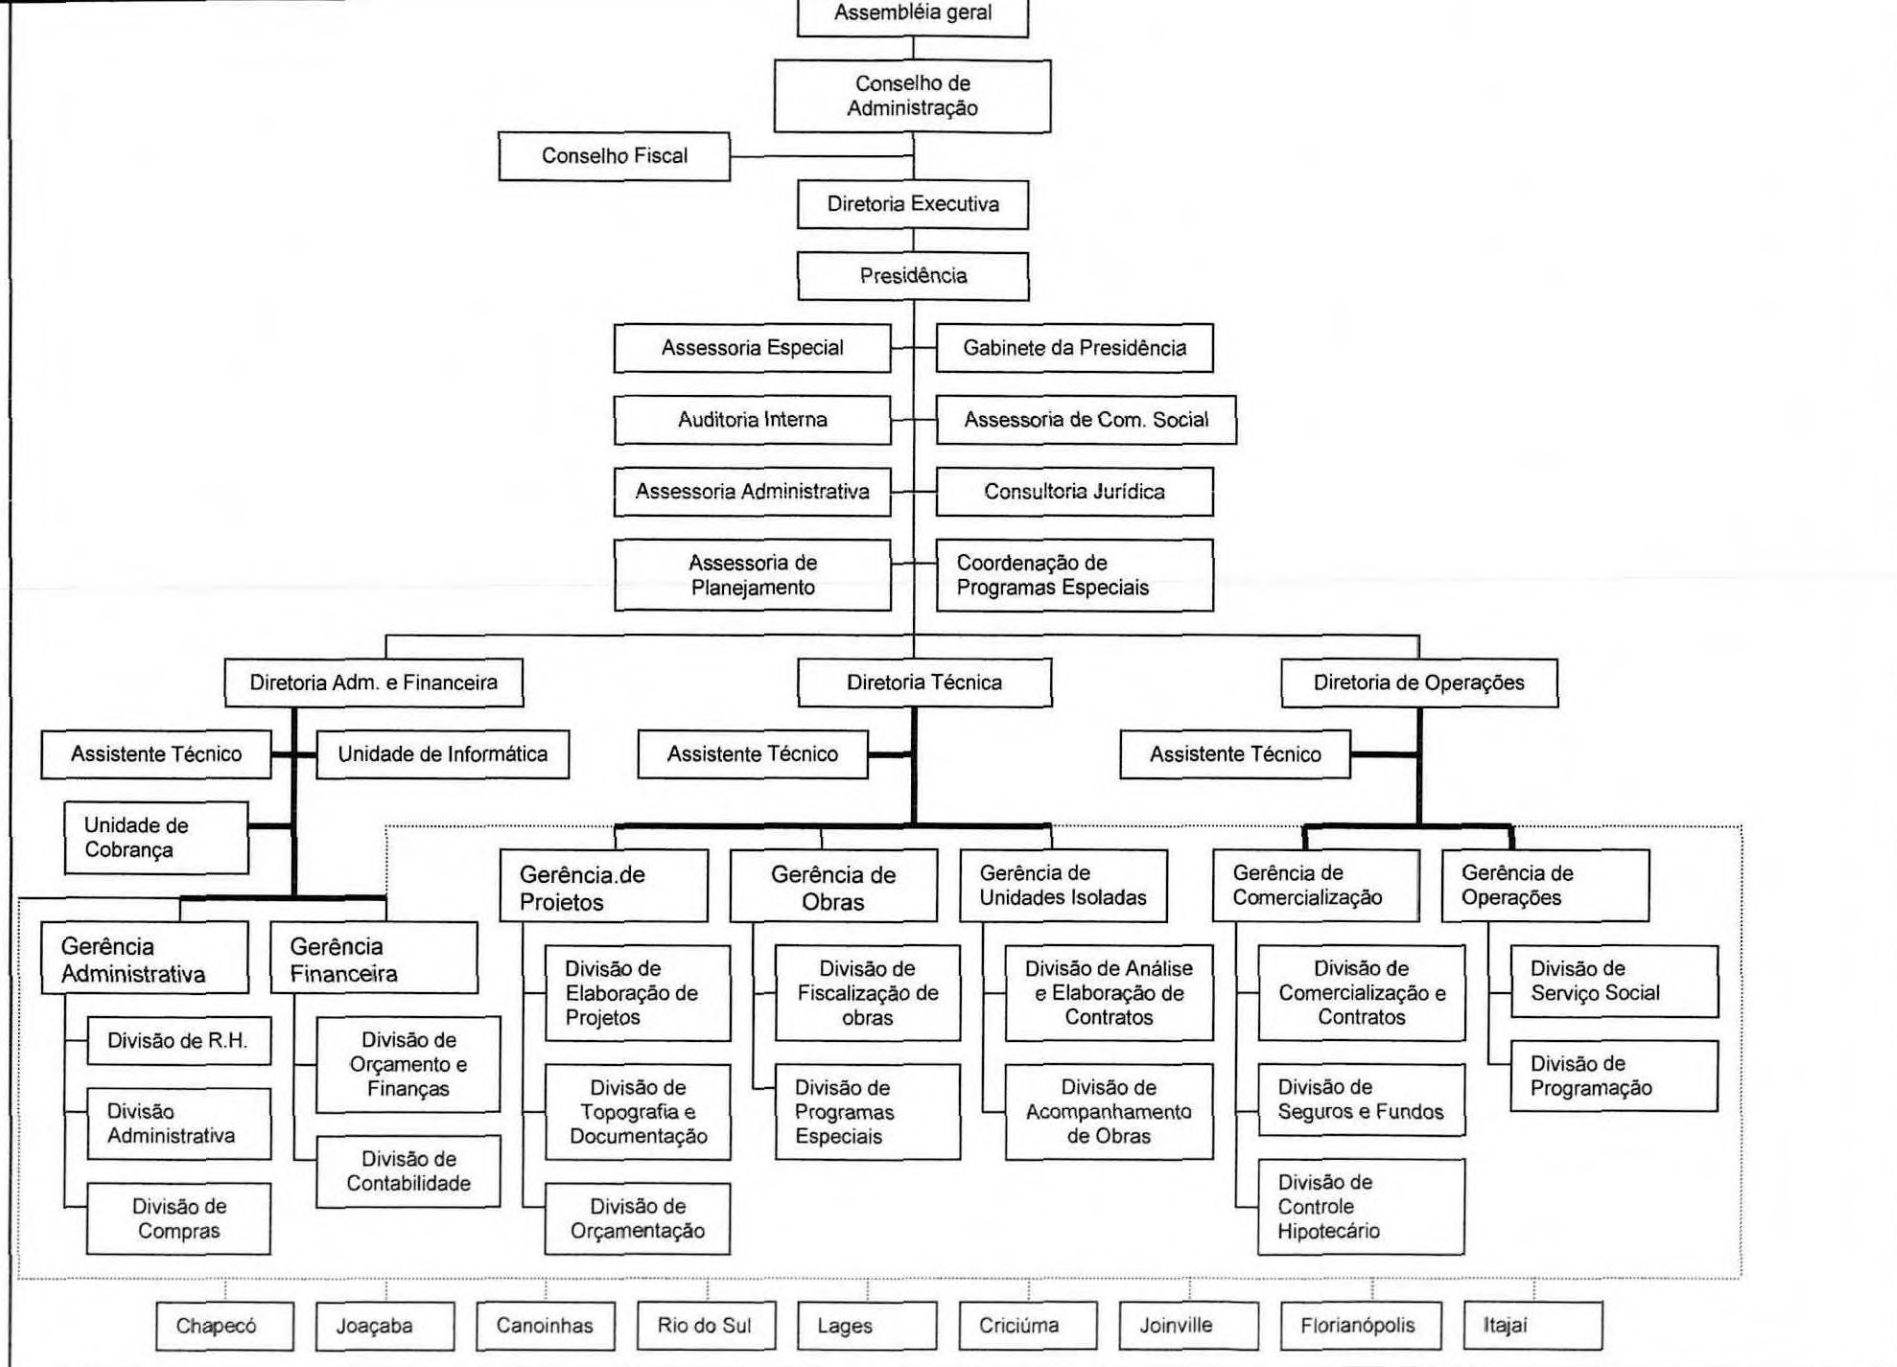 Assembléia geral
Conselho de
Administração
Conselho Fiscal
Diretoria Executiva
Presidência
Assessoria Especial
Gabinete da Presidência
Auditoria Interna
Assessoria de Com. Social
Assessoria Administrativa
Consultoria Jurídica
Assessoria de
Planejamento
Coordenação de
Programas Especiais
Diretoria Adm. e Financeira
Diretoria Técnica
Diretoria de Operações
Assistente Técnico
Unidade de Informática
Assistente Técnico
Assistente Técnico
Unidade de
Cobrança
Gerência.de
Projetos
Gerência de
Obras
Gerência de
Unidades Isoladas
Gerência de
Comercialização
Gerência de
Operações
Gerência
Administrativa
Gerência
Financeira
Divisão de R.H.
Divisão
Administrativa
Divisão de
Compras
Divisão de
Orçamento e
Finanças
Divisão de
Contabilidade
Divisão de
Elaboração de
Projetos
Divisão de
Topografia e
Documentação
Divisão de
Orçamentação
Divisão de
Fiscalização de
obras
Divisão de
Programas
Especiais
Divisão de Análise
e Elaboração de
Contratos
Divisão de
Acompanhamento
de Obras
Divisão de
Comercialização e
Contratos
Divisão de
Seguros e Fundos
Divisão de
Controle
Hipotecário
Divisão de
Serviço Social
Divisão de
Programação
Chapecó
Joaçaba
Canoinhas
Rio do Sul
Lages
Criciúma
Joinville
Florianópolis
Itajaí